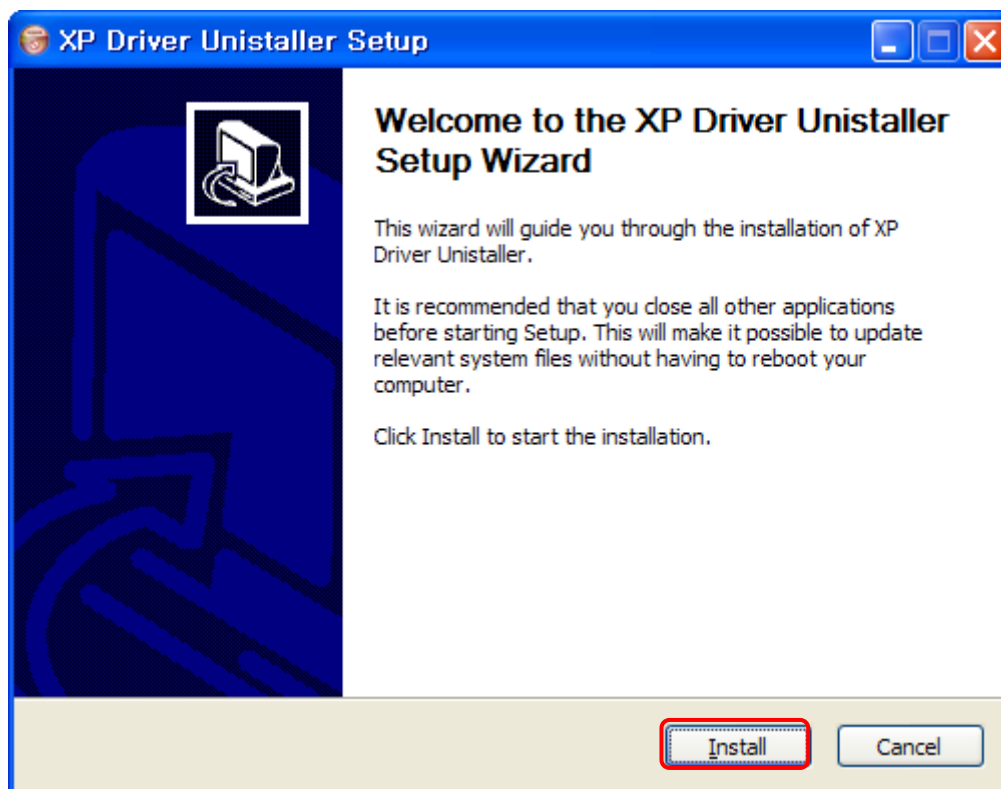 XP Driver Unistaller Setup
Welcome to the XP Driver Unistaller
Setup Wizard
This wizard will guide you through the installation of XP
Driver Unistaller.
It is recommended that you close all other applications
before starting Setup. This will make it possible to update
relevant system files without having to reboot your
computer.
Click Install to start the installation.
Install
Cancel